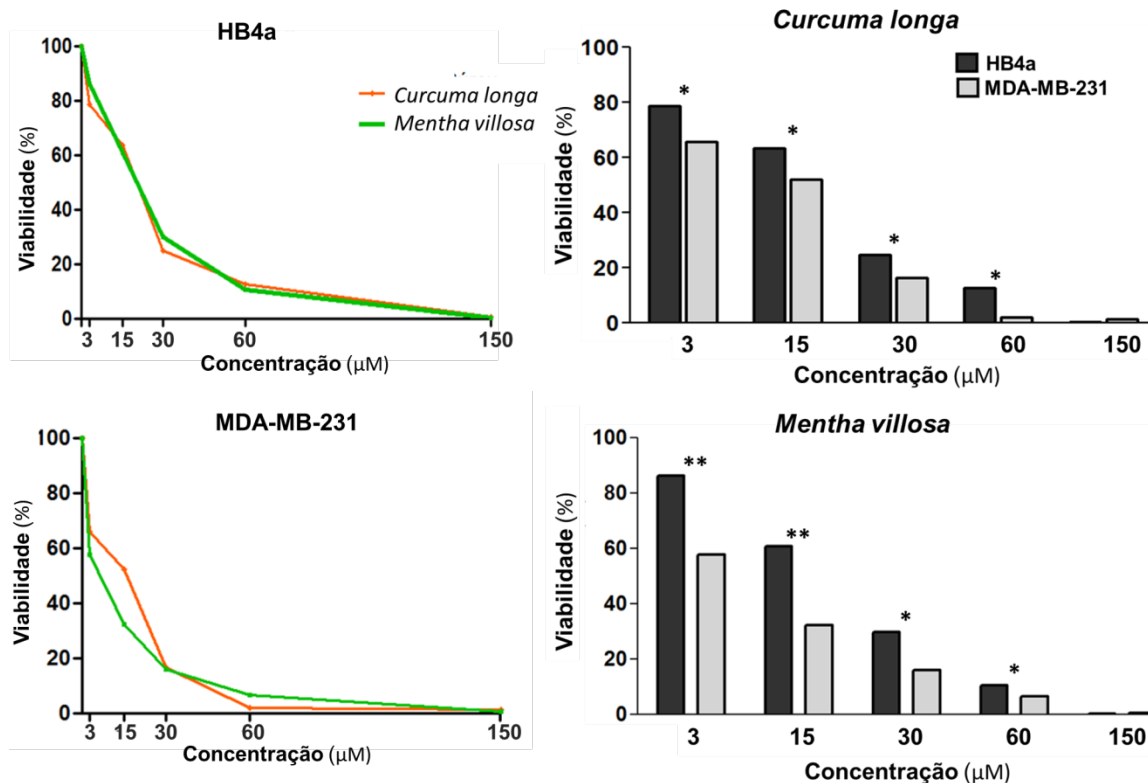 HB4a
Viabilidade (%)
100
80
60
40
20
0
Curcuma longa
Mentha villosa
3 15 30 60 150
Concentração (µM)
Curcuma longa
Viabilidade (%)
100
80
60
40
20
0
HB4a
MDA-MB-231
*
*
*
*
3 15 30 60 150
Concentração (µM)
MDA-MB-231
Viabilidade (%)
100
80
60
40
20
0
3 15 30 60 150
Concentração (µM)
Mentha villosa
Viabilidade (%)
100
80
60
40
20
0
**
**
*
*
3 15 30 60 150
Concentração (µM)